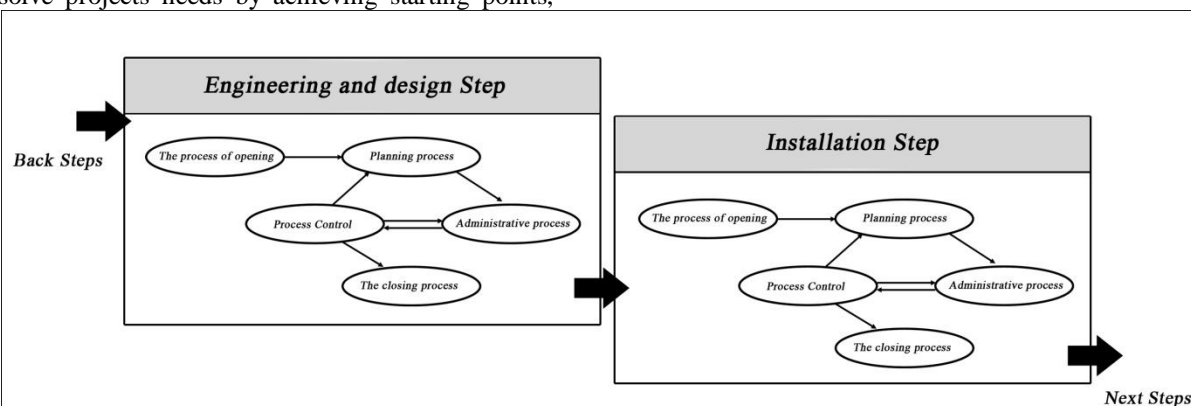 solve projects needs by achieving starting points,
Engineering and design Step
Back Steps
The process of opening
Planning process
Process Control
Administrative process
The closing process
Installation Step
The process of opening
Planning process
Process Control
Administrative process
The closing process
Next Steps